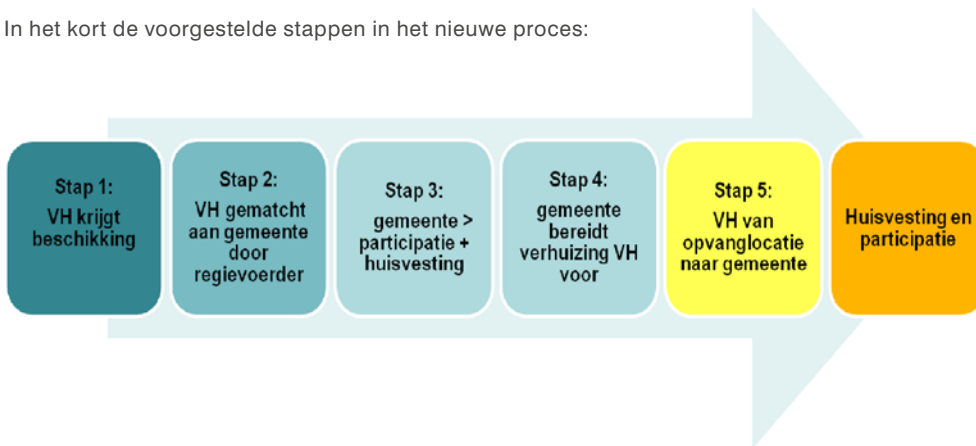 In het kort de voorgestelde stappen in het nieuwe proces:
Stap 1:
VH krijgt
beschikking
Stap 2:
VH gematcht
aan gemeente
door
regievoerder
Stap 3:
gemeente >
participatie +
huisvesting
Stap 4:
gemeente
bereidt
verhuizing VH
voor
Stap 5:
VH van
opvanglocatie
naar gemeente
Huisvesting en
participatie